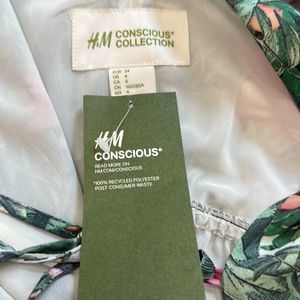 H&M CONSCIOUS*
COLLECTION
EUR 34
US 4
CA 4
CN 160/80A
MX 4
H&M
CONSCIOUS*
READ MORE ON
HM.COM/CONSCIOUS
*100% RECYCLED POLYESTER
POST-CONSUMER WASTE